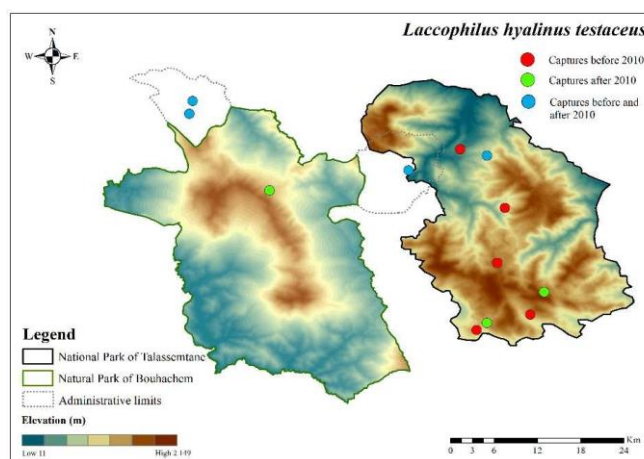 Laccophilus hyalinus testaceus
N
W E
S
Captures before 2010
Captures after 2010
Captures before and
after 2010
Legend
National Park of Talassemtane
Natural Park of Bouhachem
Administrative limits
Elevation (m)
Low 11 High 2 149
Km
0 3 6 12 18 24